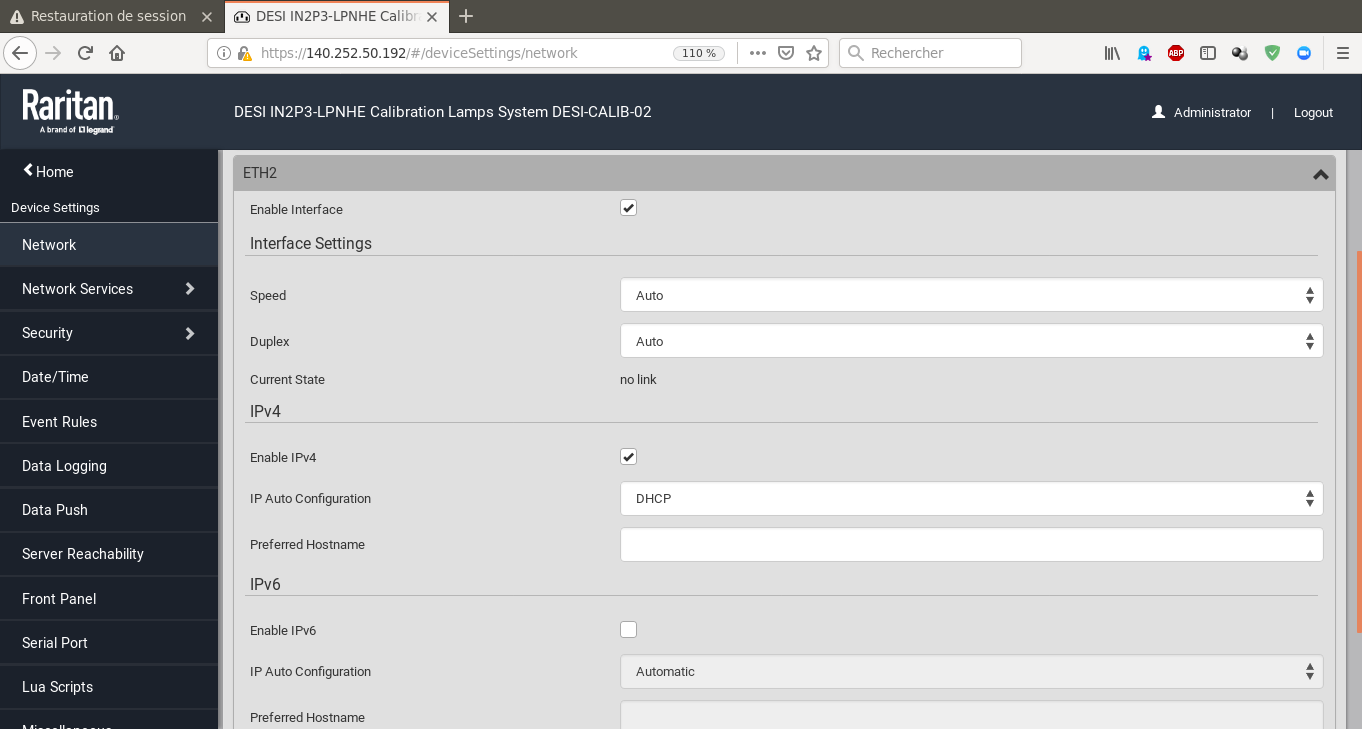 Restauration de session
DESI IN2P3-LPNHE Calibr
https://140.252.50.192/#/deviceSettings/network
110 %
Rechercher
ABP
Raritan
A brand of legrand
DESI IN2P3-LPNHE Calibration Lamps System DESI-CALIB-02
Administrator | Logout
Home
Device Settings
Network
Network Services
Security
Date/Time
Event Rules
Data Logging
Data Push
Server Reachability
Front Panel
Serial Port
Lua Scripts
Miscellaneous
ETH2
Enable Interface
Interface Settings
Speed Auto
Duplex Auto
Current State no link
IPv4
Enable IPv4
IP Auto Configuration DHCP
Preferred Hostname
IPv6
Enable IPv6
IP Auto Configuration Automatic
Preferred Hostname